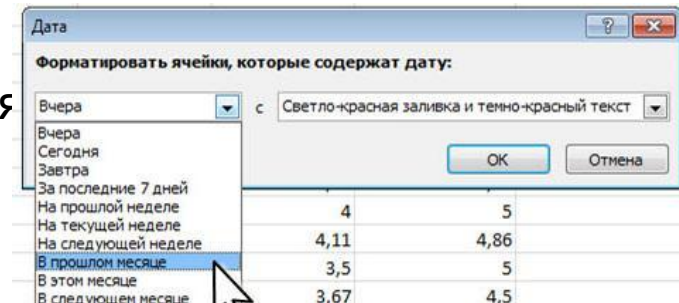 Дата
Форматировать ячейки, которые содержат дату:
я
Вчера с Светло-красная заливка и темно-красный текст
Вчера
Сегодня
Завтра
За последние 7 дней
На прошлой неделе
На текущей неделе
На следующей неделе
В прошлом месяце
В этом месяце
В следующем месяце
ОК Отмена
4 5
4,11 4,86
3,5 5
3,67 4,5